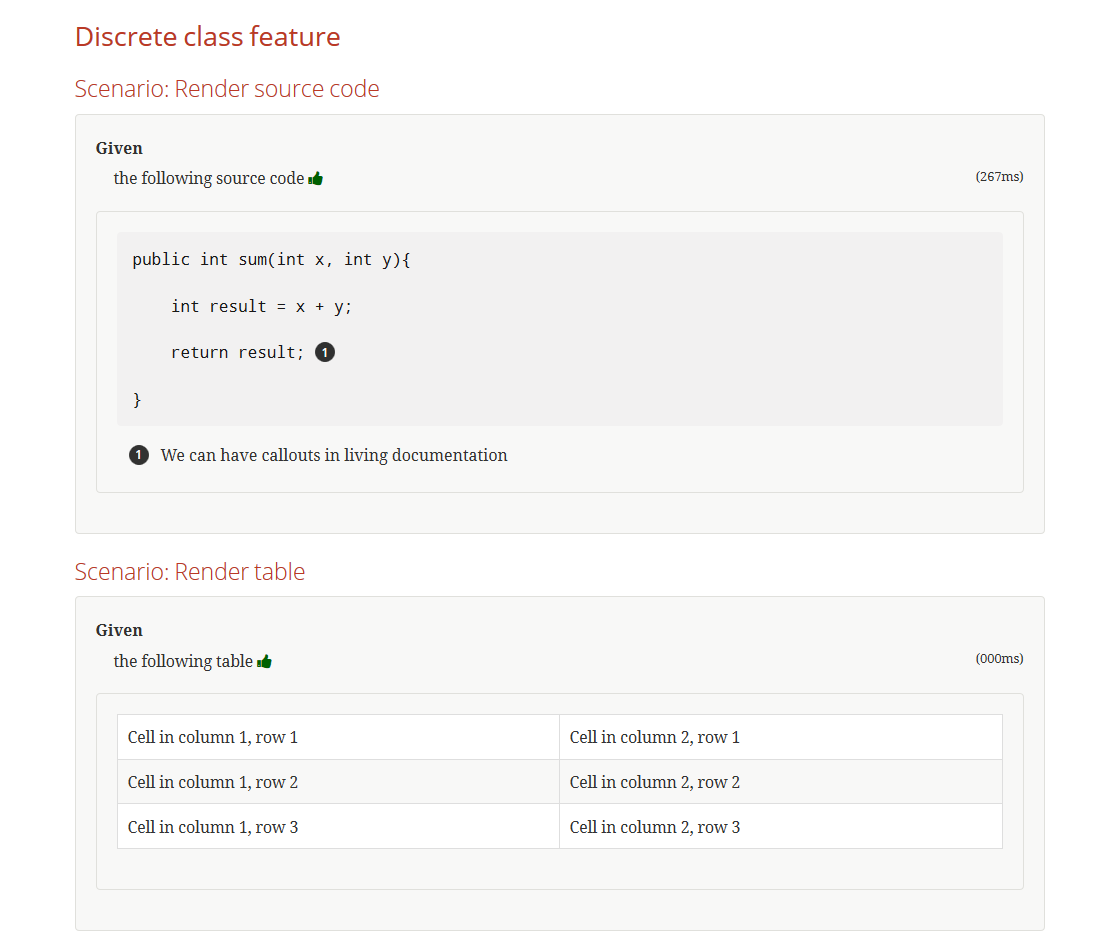 Discrete class feature
Scenario: Render source code
Given
the following source code
(267ms)
public int sum(int x, int y){
int result = x + y;
return result; 1
}
1 We can have callouts in living documentation
Scenario: Render table
Given
the following table
(000ms)
Cell in column 1, row 1
Cell in column 2, row 1
Cell in column 1, row 2
Cell in column 2, row 2
Cell in column 1, row 3
Cell in column 2, row 3